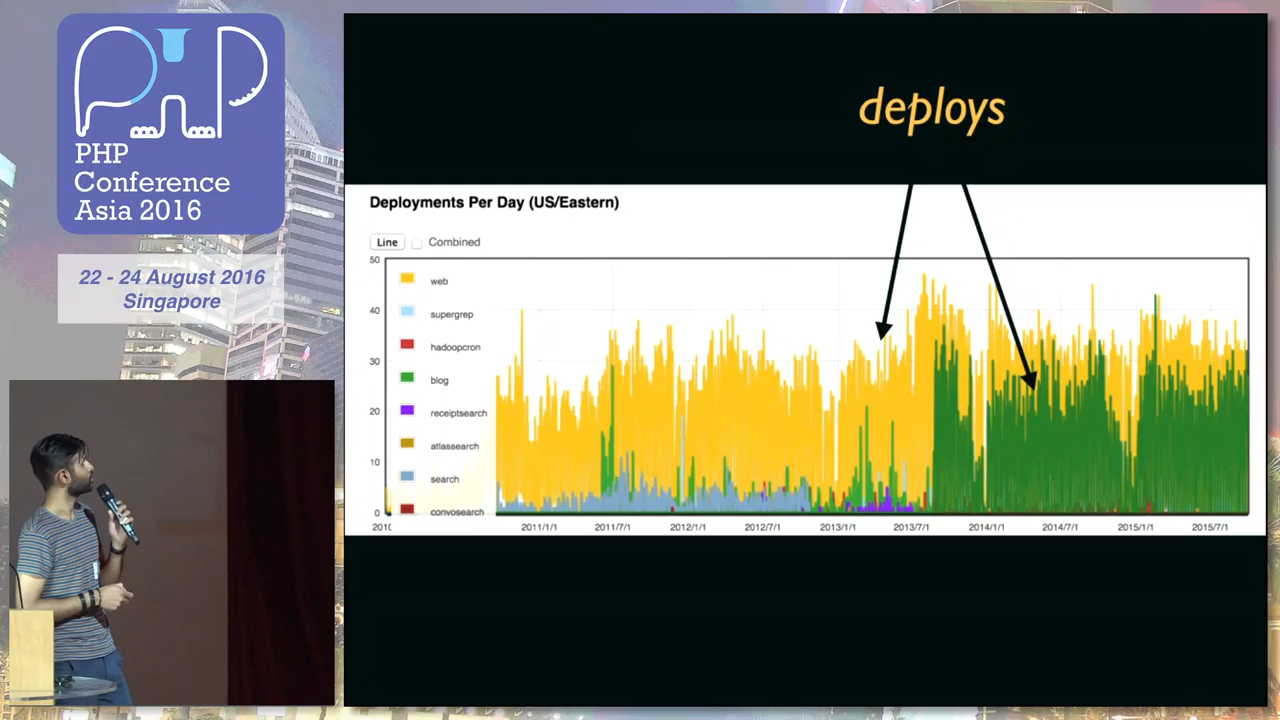 PHP
Conference
Asia 2016
22 - 24 August 2016
Singapore
deploys
Deployments Per Day (US/Eastern)
Line Combined
50
40
30
20
10
0
web
supergrep
hadoopcron
blog
receiptsearch
atlassearch
search
convosearch
2010 2011/1/1 2011/7/1 2012/1/1 2012/7/1 2013/1/1 2013/7/1 2014/1/1 2014/7/1 2015/1/1 2015/7/1